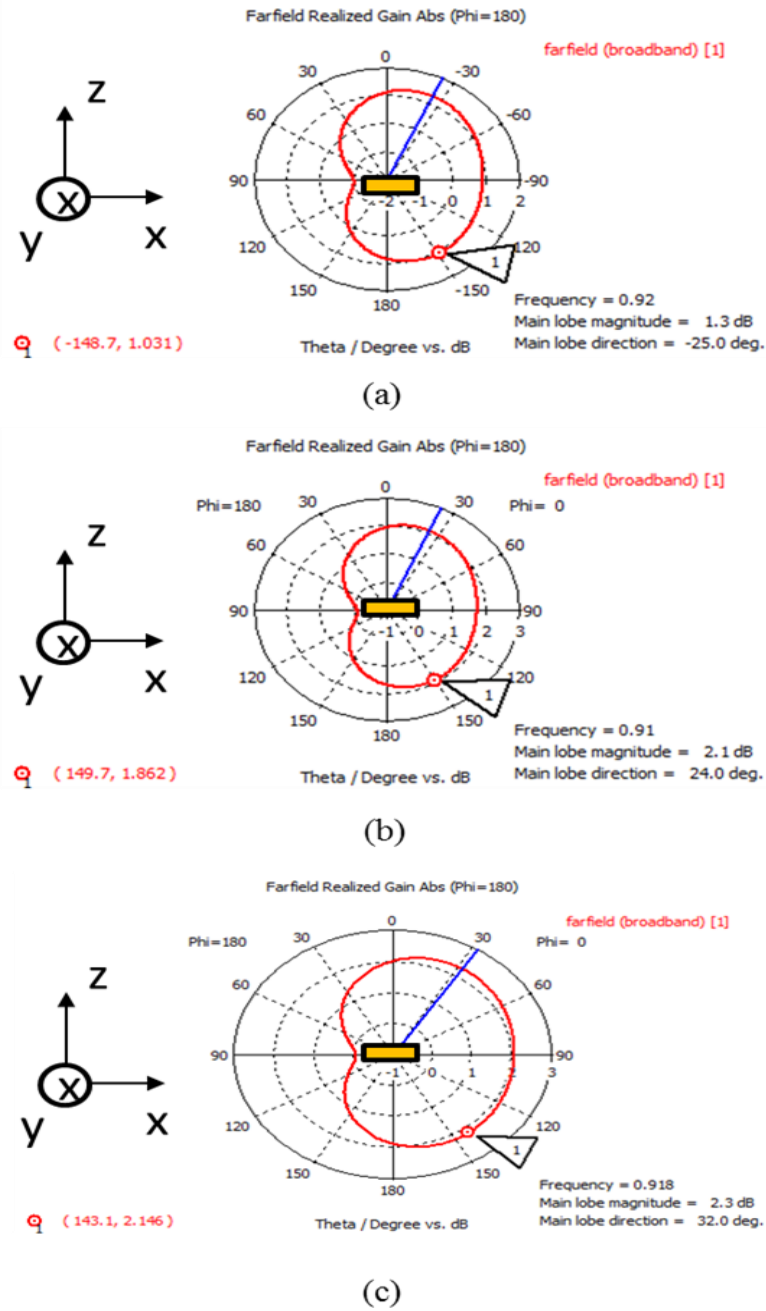 Farfield Realized Gain Abs (Phi=180)
farfield (broadband) [1]
0
30 -30
60 -60
90 -2 -1 0 1 2 -90
120 -120
150 -150
180
z
x
y x
1
1 ( -148.7, 1.031 )
Theta / Degree vs. dB
Frequency = 0.92
Main lobe magnitude = 1.3 dB
Main lobe direction = -25.0 deg.
(a)
Farfield Realized Gain Abs (Phi=180)
farfield (broadband) [1]
Phi=180 30 0 30 Phi= 0
60 60
90 -1 0 1 2 3 90
120 120
150 150
180
z
x
y x
1
1 ( 149.7, 1.862 )
Theta / Degree vs. dB
Frequency = 0.91
Main lobe magnitude = 2.1 dB
Main lobe direction = 24.0 deg.
(b)
Farfield Realized Gain Abs (Phi=180)
farfield (broadband) [1]
Phi=180 30 0 30 Phi= 0
60 60
90 -1 0 1 2 3 90
120 120
150 150
180
z
x
y x
1
1 ( 143.1, 2.146 )
Theta / Degree vs. dB
Frequency = 0.918
Main lobe magnitude = 2.3 dB
Main lobe direction = 32.0 deg.
(c)